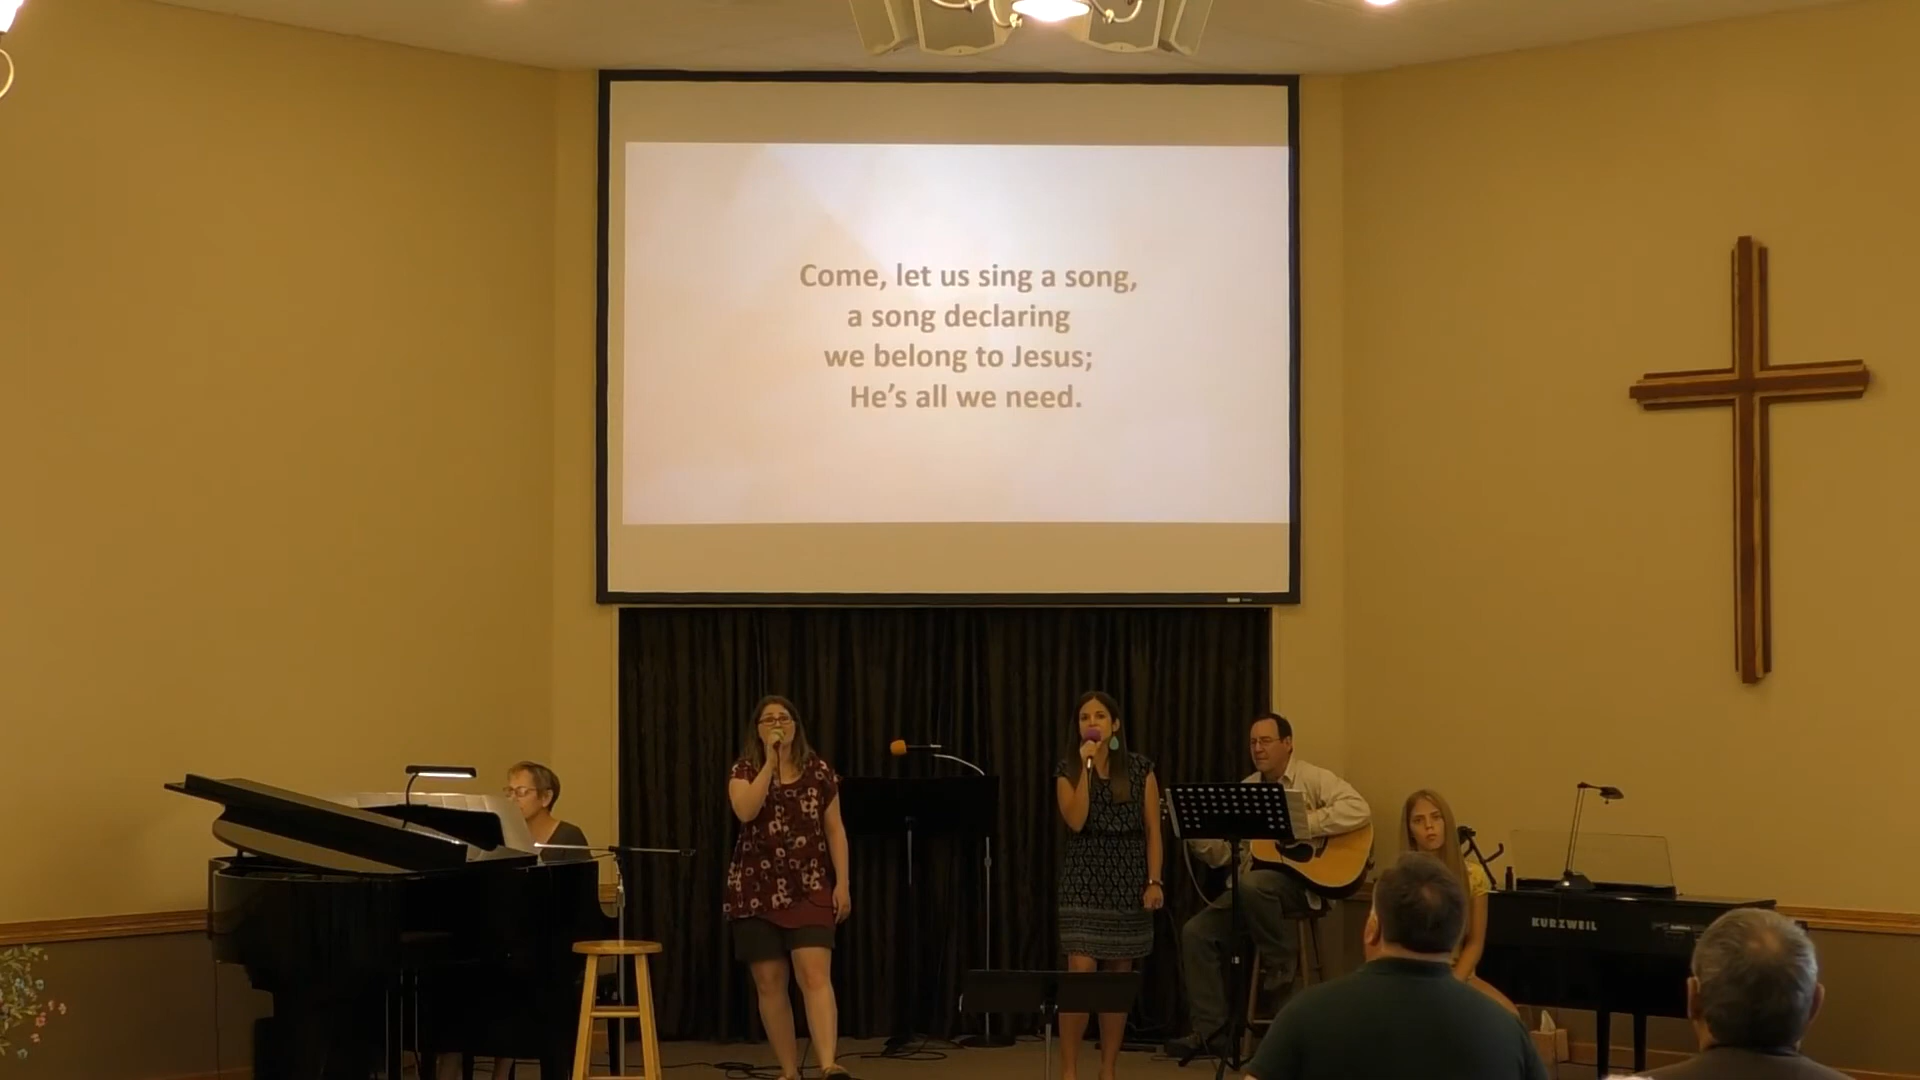 Come, let us sing a song,
a song declaring
we belong to Jesus;
He's all we need.
KURZWEIL